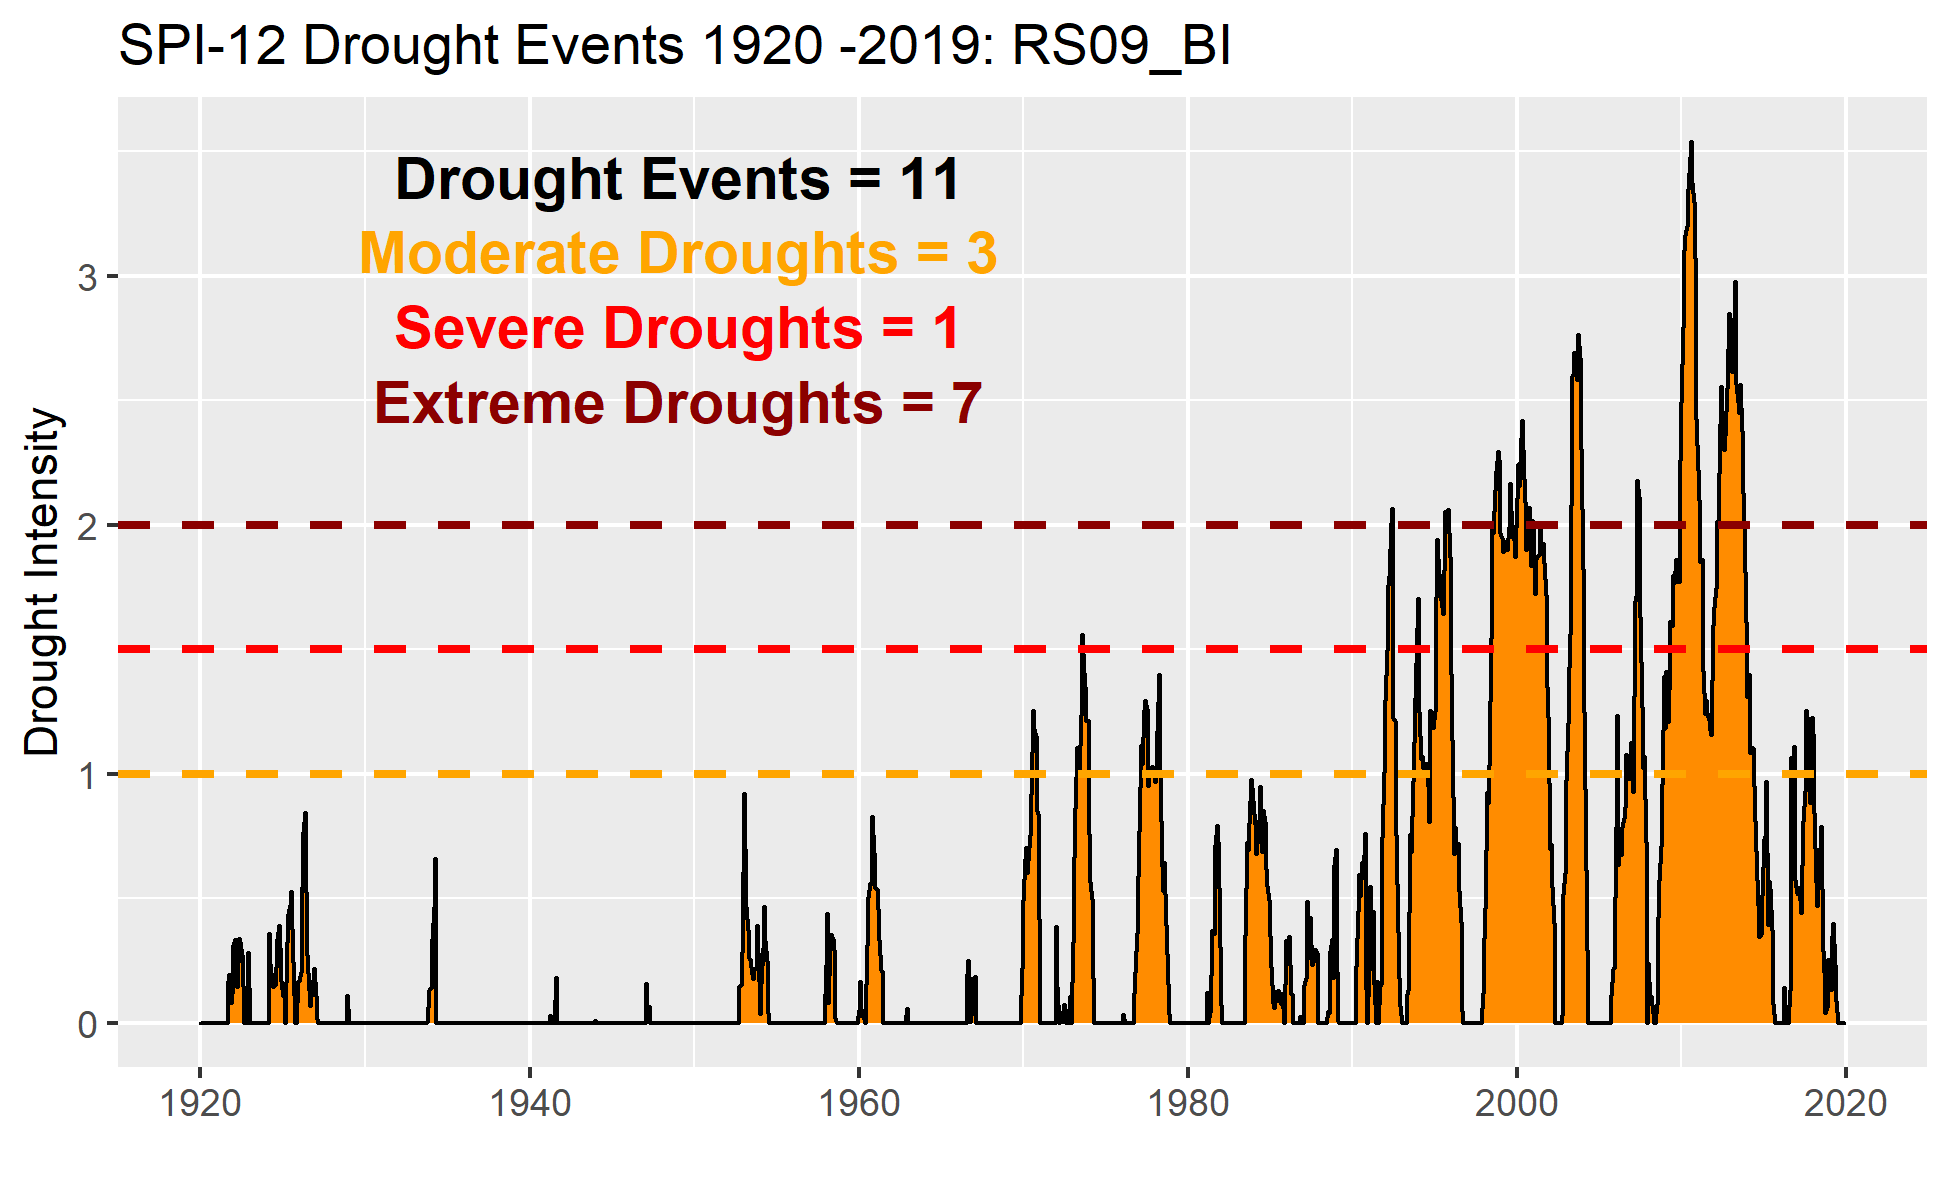 SPI-12 Drought Events 1920 -2019: RS09_BI
Drought Events = 11
Moderate Droughts = 3
Severe Droughts = 1
Extreme Droughts = 7
Drought Intensity
3
2
1
0
1920 1940 1960 1980 2000 2020